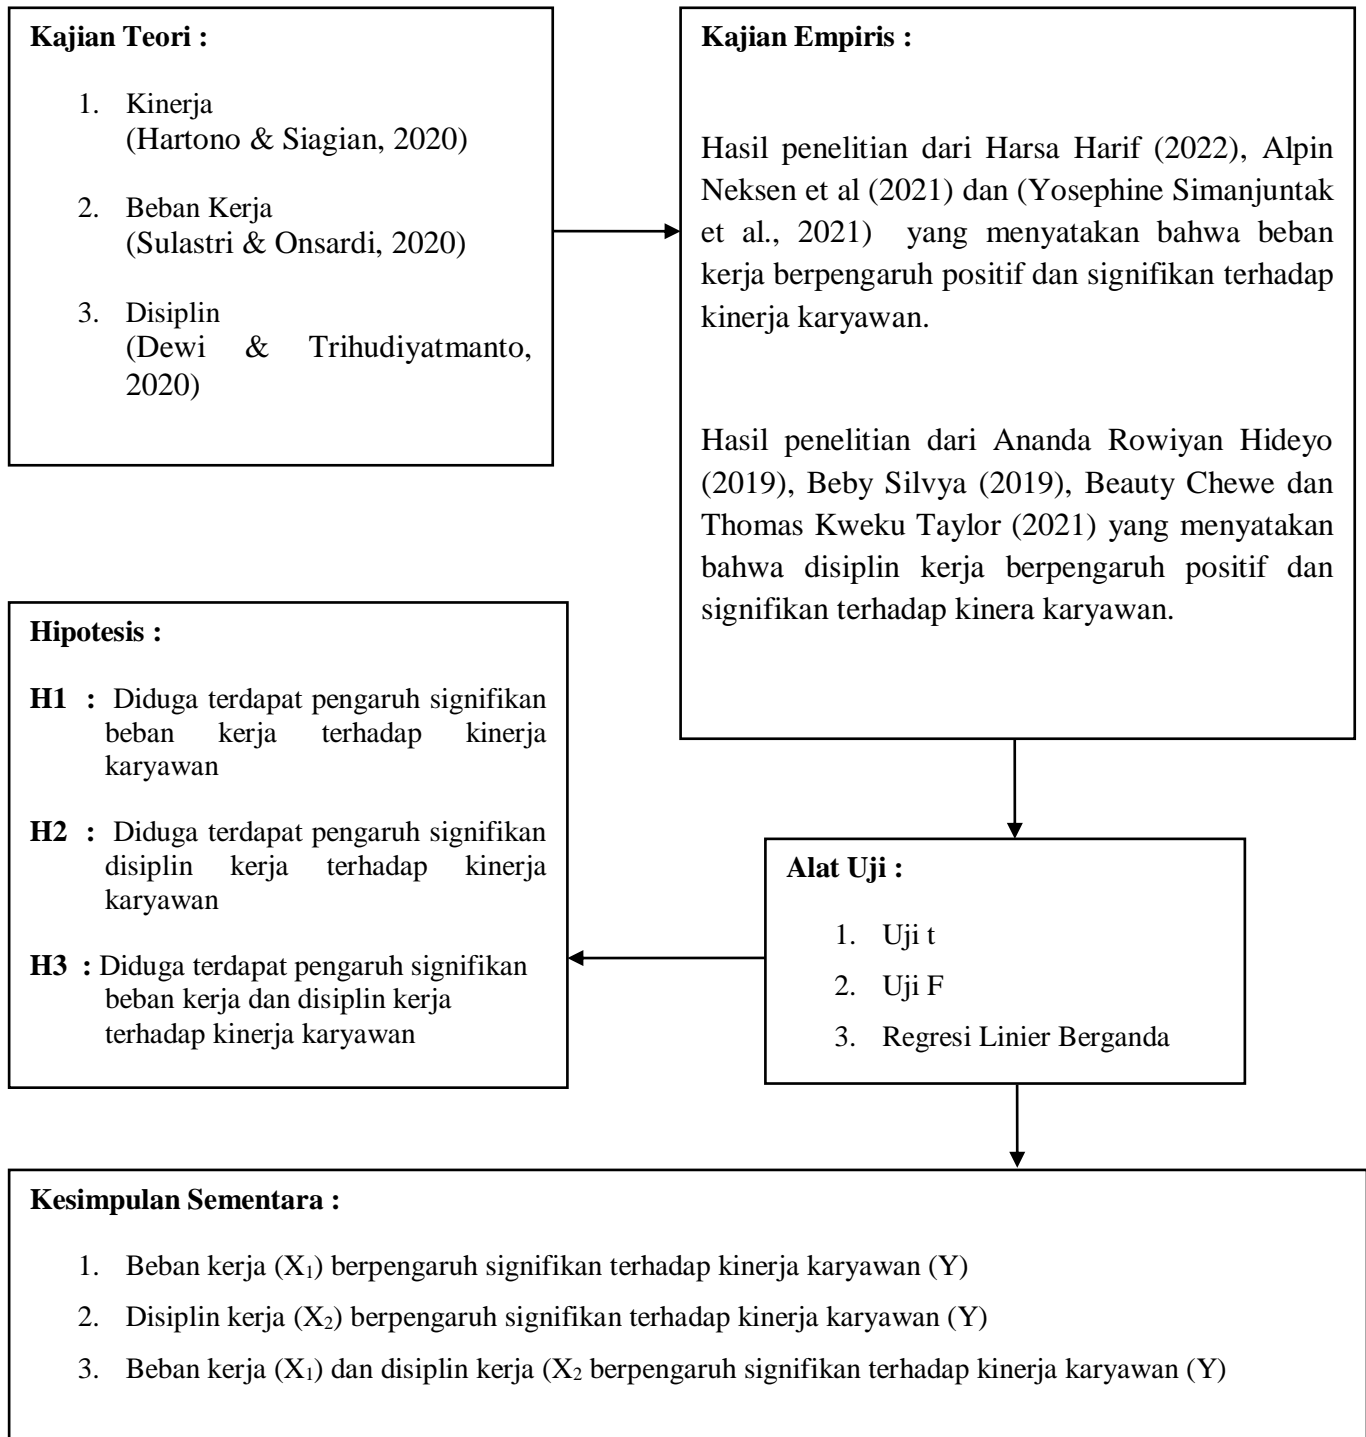 Kajian Teori :
1. Kinerja
(Hartono & Siagian, 2020)
2. Beban Kerja
(Sulastri & Onsardi, 2020)
3. Disiplin
(Dewi & Trihudiyatmanto,
2020)
Kajian Empiris :
Hasil penelitian dari Harsa Harif (2022), Alpin
Neksen et al (2021) dan (Yosephine Simanjuntak
et al., 2021) yang menyatakan bahwa beban
kerja berpengaruh positif dan signifikan terhadap
kinerja karyawan.
Hasil penelitian dari Ananda Rowiyan Hideyo
(2019), Beby Silvya (2019), Beauty Chewe dan
Thomas Kweku Taylor (2021) yang menyatakan
bahwa disiplin kerja berpengaruh positif dan
signifikan terhadap kinera karyawan.
Hipotesis :
H1 : Diduga terdapat pengaruh signifikan
beban kerja terhadap kinerja
karyawan
H2 : Diduga terdapat pengaruh signifikan
disiplin kerja terhadap kinerja
karyawan
H3 : Diduga terdapat pengaruh signifikan
beban kerja dan disiplin kerja
terhadap kinerja karyawan
Alat Uji :
1. Uji t
2. Uji F
3. Regresi Linier Berganda
Kesimpulan Sementara :
1. Beban kerja (X₁) berpengaruh signifikan terhadap kinerja karyawan (Y)
2. Disiplin kerja (X₂) berpengaruh signifikan terhadap kinerja karyawan (Y)
3. Beban kerja (X₁) dan disiplin kerja (X₂ berpengaruh signifikan terhadap kinerja karyawan (Y)